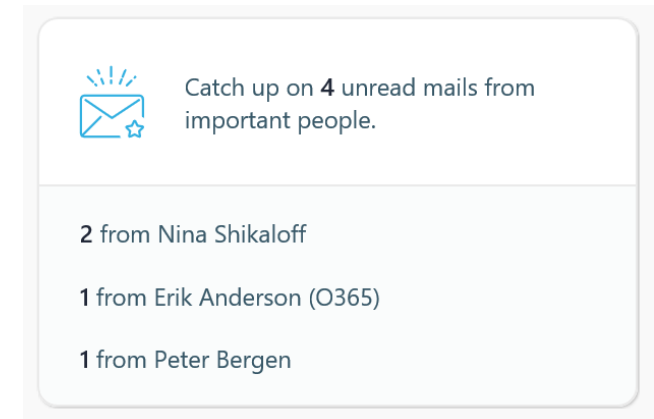 Catch up on 4 unread mails from
important people.
2 from Nina Shikaloff
1 from Erik Anderson (O365)
1 from Peter Bergen